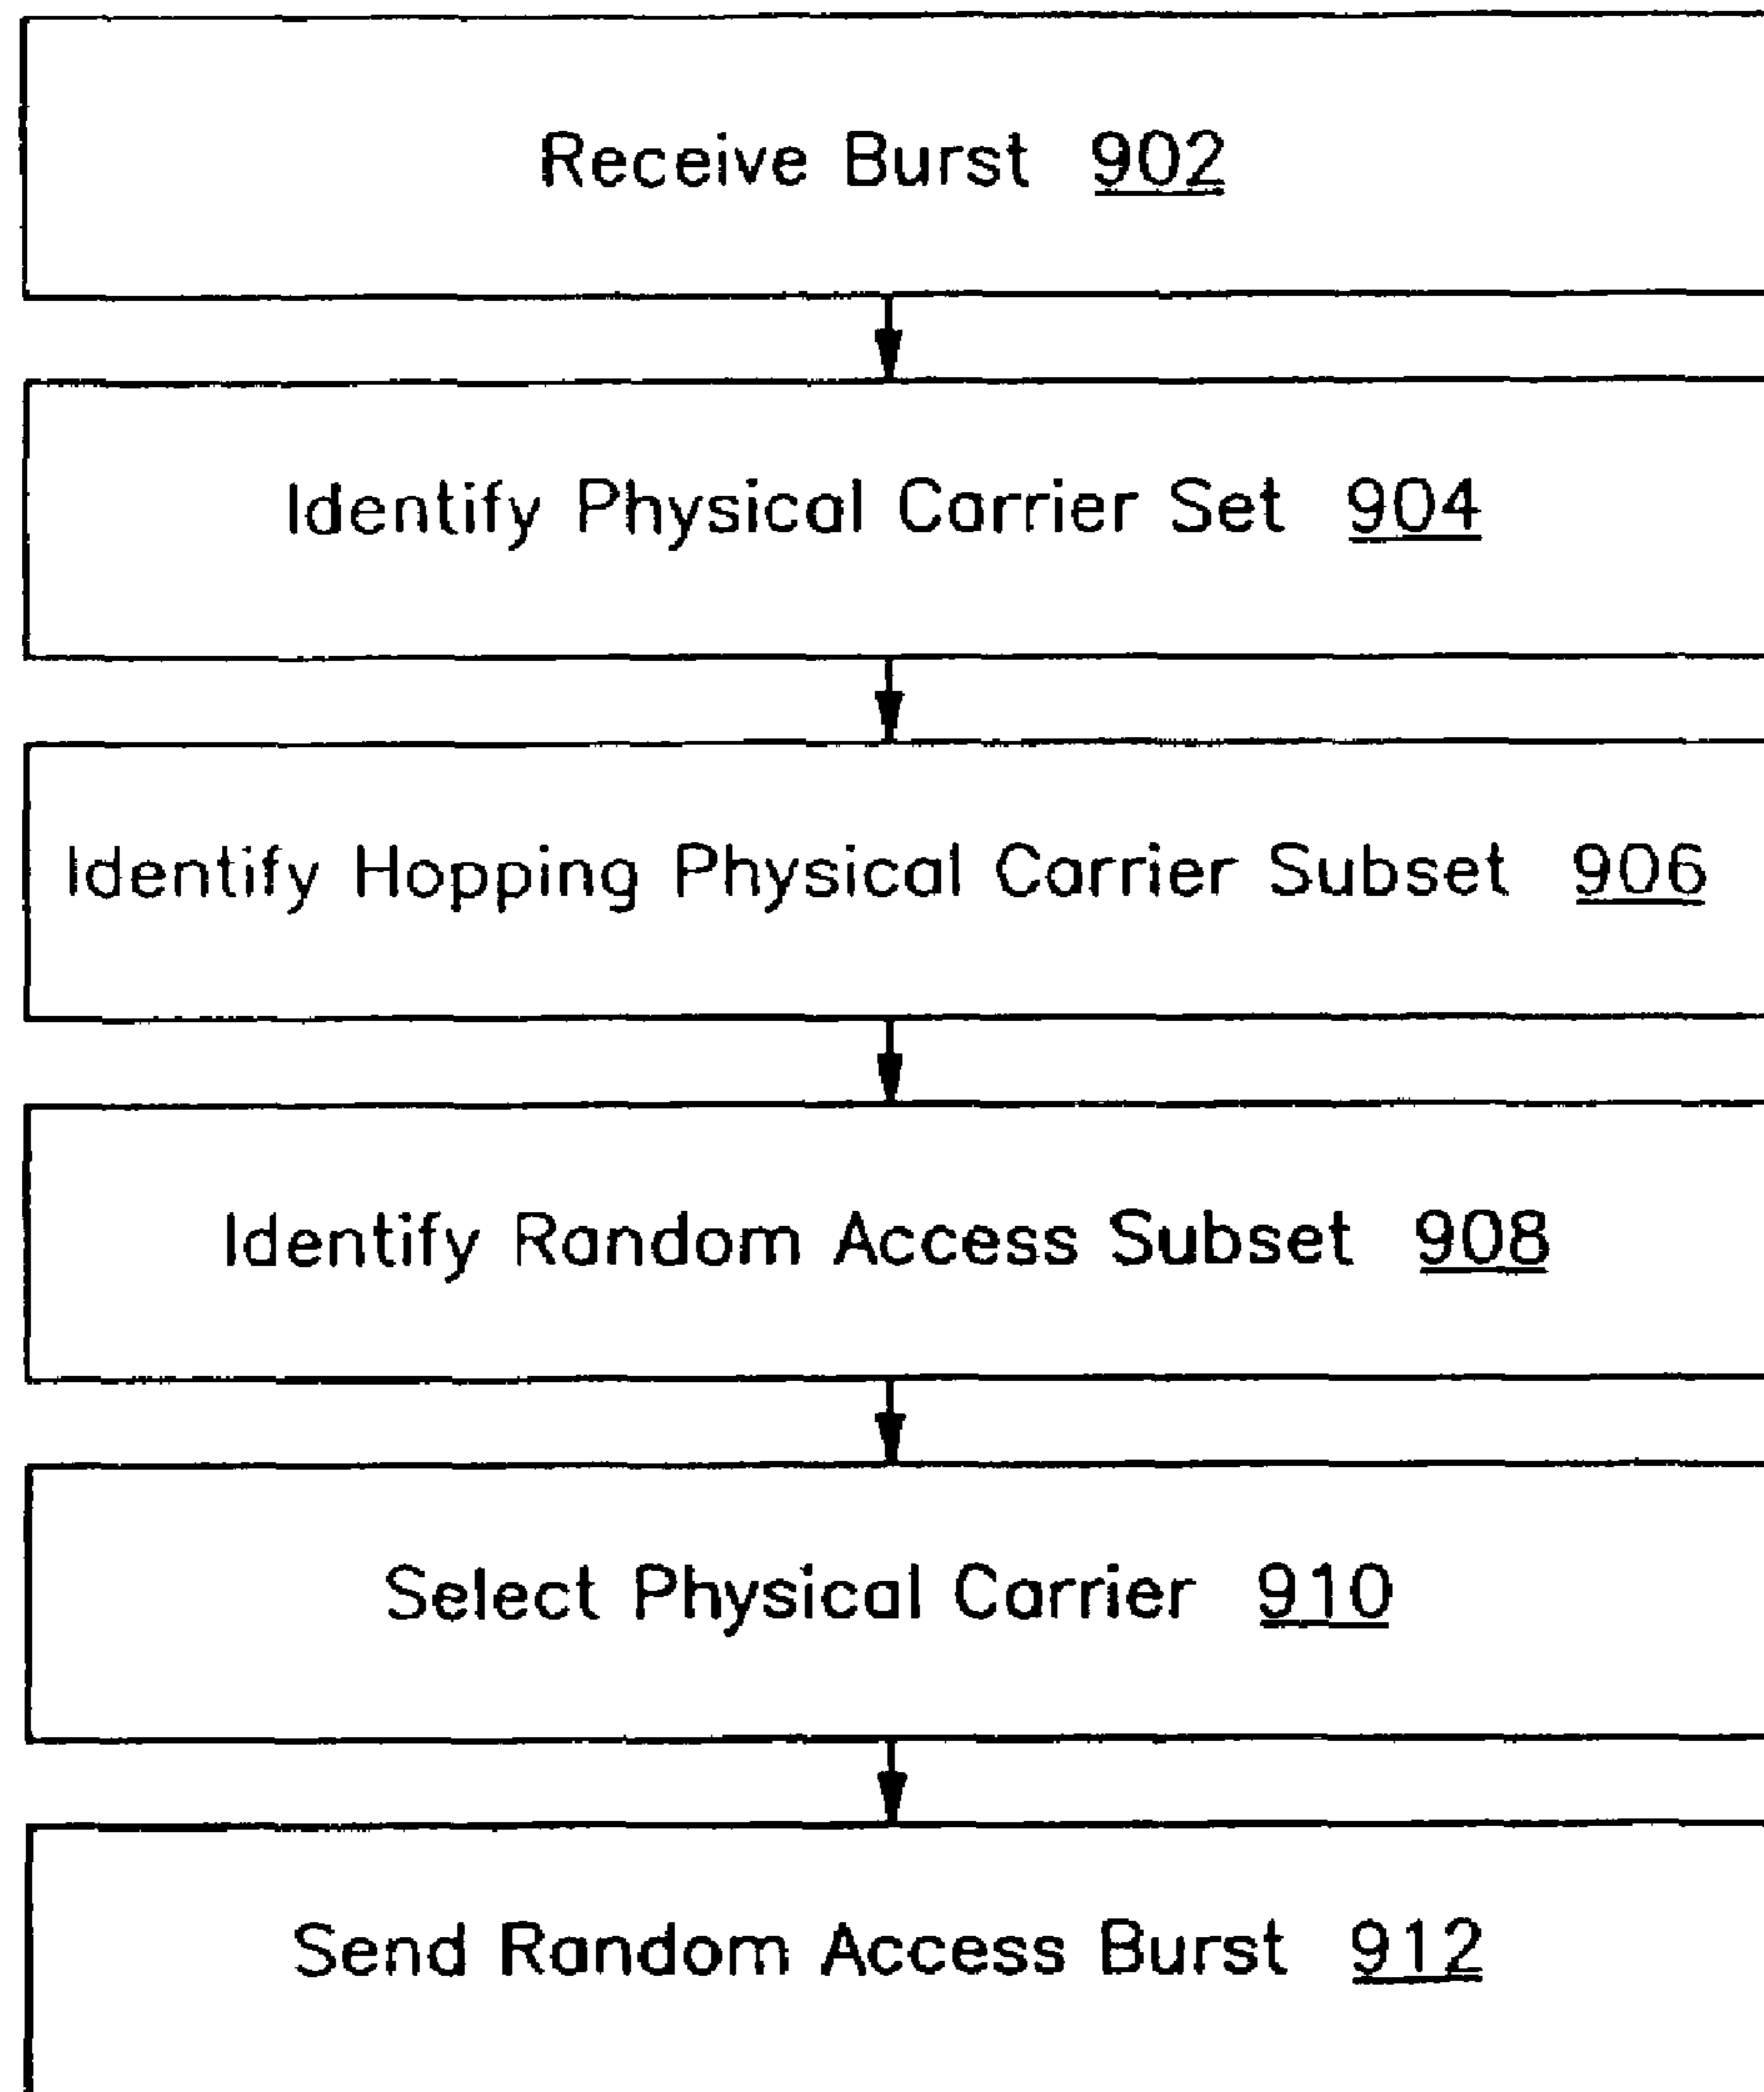 Receive Burst 902
Identify Physical Carrier Set 904
Identify Hopping Physical Carrier Subset 906
Identify Random Access Subset 908
Select Physical Carrier 910
Send Random Access Burst 912